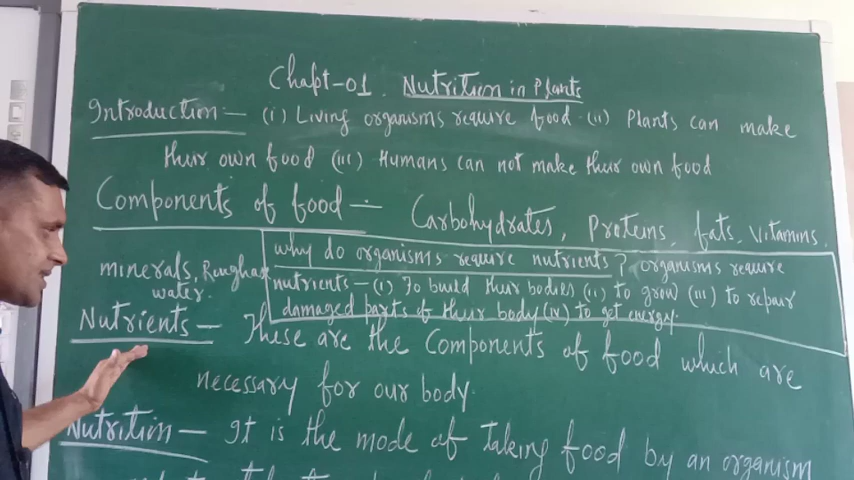 Chapt-01. Nutrition in Plants
Introduction - (i) Living organisms require food. (ii) Plants can make
their own food (iii) Humans can not make their own food
Components of food :- Carbohydrates, Proteins, fats, Vitamins,
minerals, Roughage
water.
why do organisms require nutrients? organisms require
nutrients - (i) To build their bodies (ii) to grow (iii) to repair
damaged parts of their body (iv) to get energy.
Nutrients - These are the Components of food which are
necessary for our body.
Nutrition - It is the mode of taking food by an organism